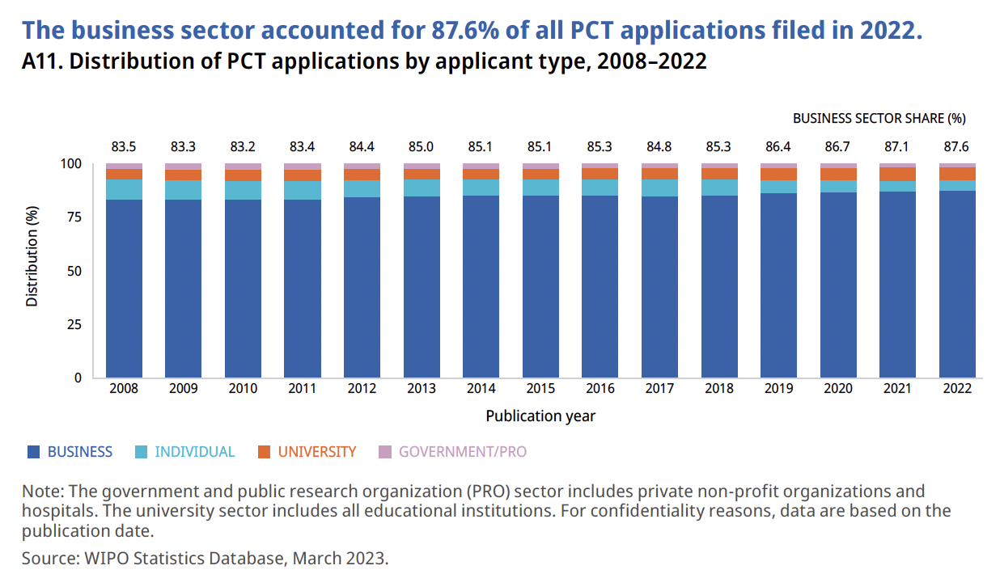 The business sector accounted for 87.6% of all PCT applications filed in 2022.
A11. Distribution of PCT applications by applicant type, 2008–2022
BUSINESS SECTOR SHARE (%)
83.5 83.3 83.2 83.4 84.4 85.0 85.1 85.1 85.3 84.8 85.3 86.4 86.7 87.1 87.6
100
75
50
25
0
Distribution (%)
2008 2009 2010 2011 2012 2013 2014 2015 2016 2017 2018 2019 2020 2021 2022
Publication year
BUSINESS INDIVIDUAL UNIVERSITY GOVERNMENT/PRO
Note: The government and public research organization (PRO) sector includes private non-profit organizations and
hospitals. The university sector includes all educational institutions. For confidentiality reasons, data are based on the
publication date.
Source: WIPO Statistics Database, March 2023.